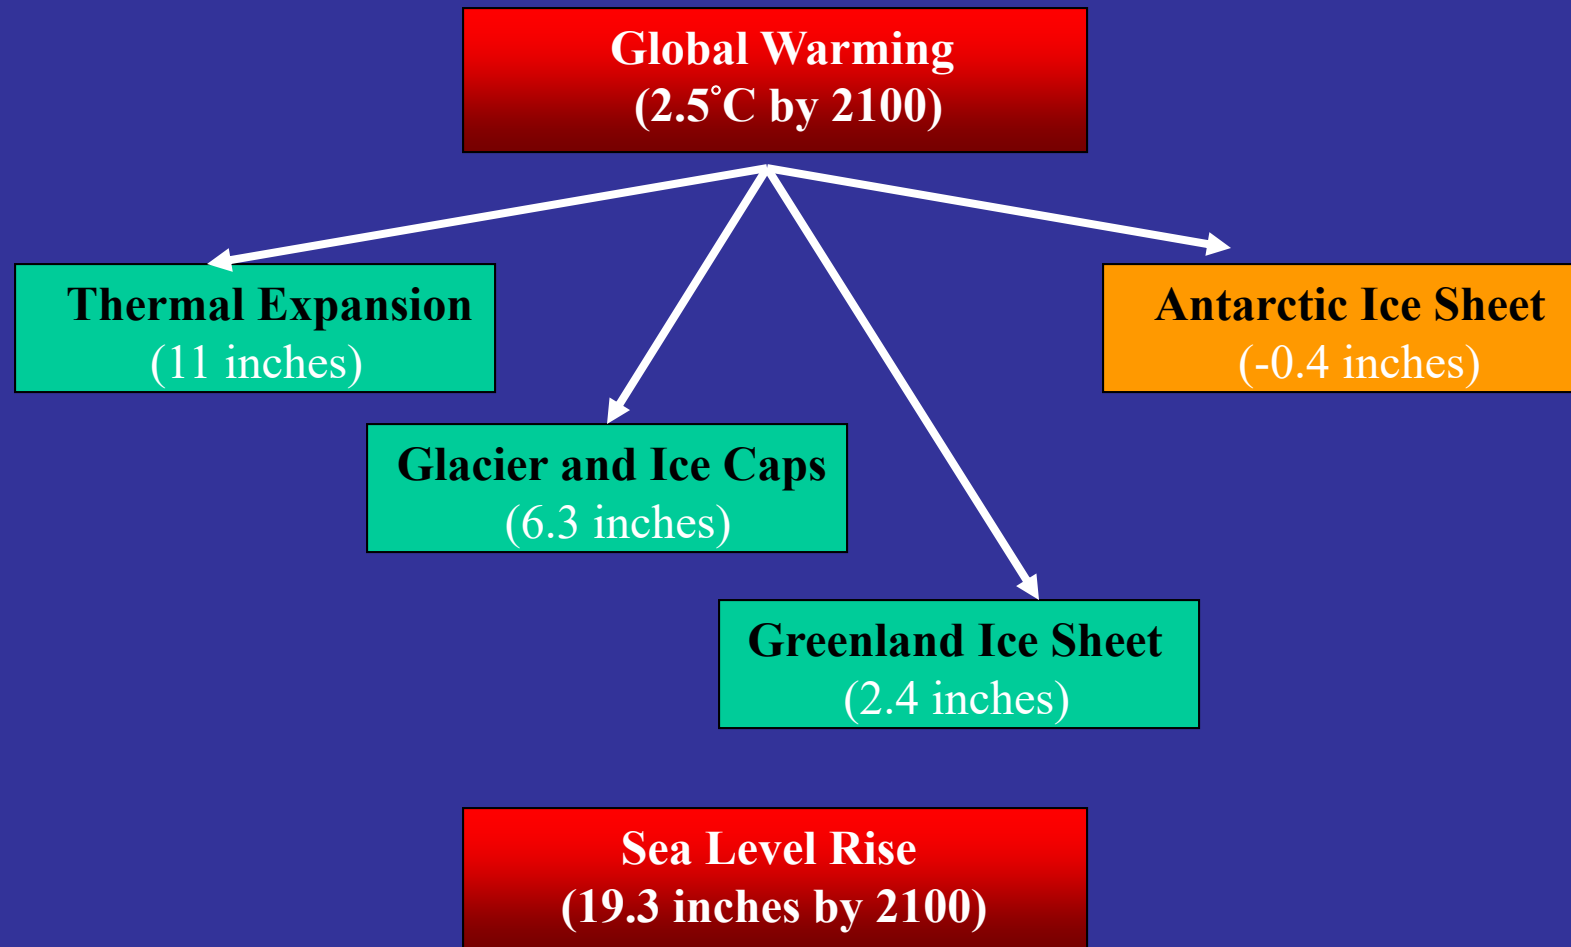 Global Warming
(2.5°C by 2100)
Thermal Expansion
(11 inches)
Antarctic Ice Sheet
(-0.4 inches)
Glacier and Ice Caps
(6.3 inches)
Greenland Ice Sheet
(2.4 inches)
Sea Level Rise
(19.3 inches by 2100)